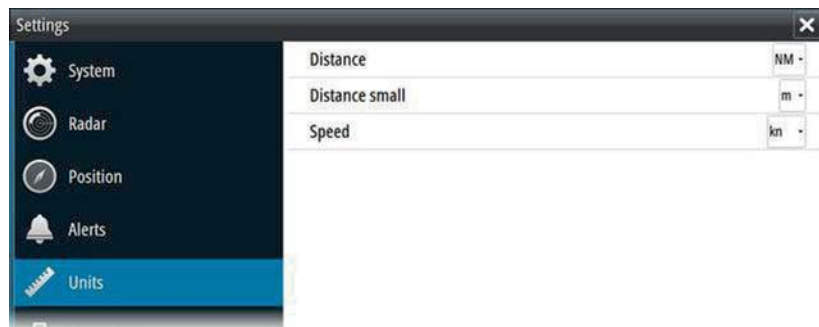 Settings
System
Radar
Position
Alerts
Units
Distance NM
Distance small m
Speed kn